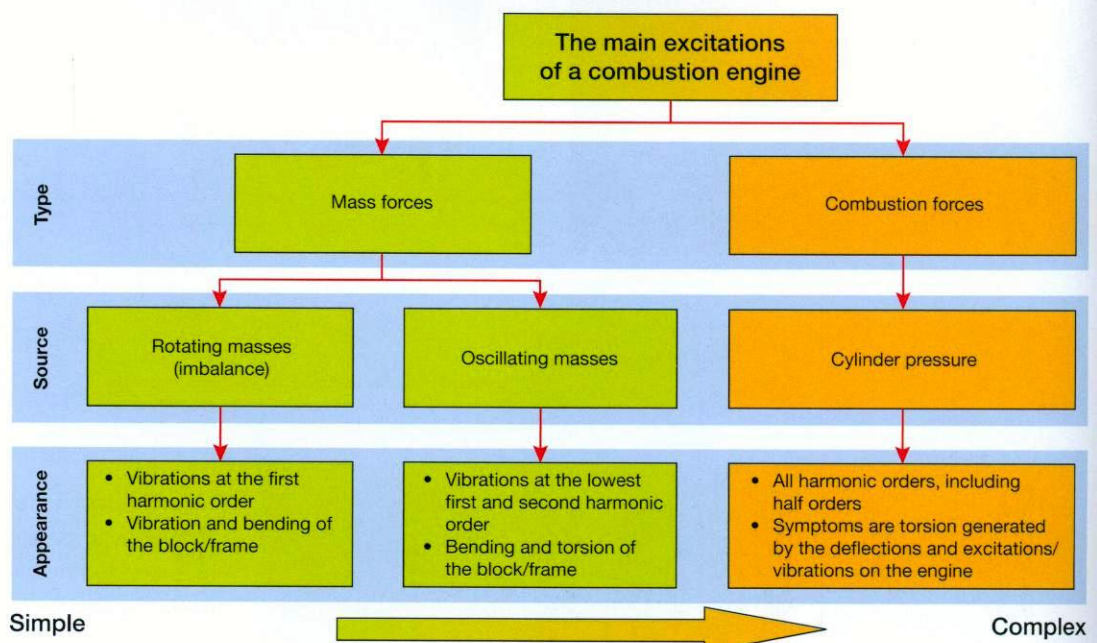 The main excitations
of a combustion engine
Type
Mass forces
Combustion forces
Source
Rotating masses
(imbalance)
Oscillating masses
Cylinder pressure
Appearance
• Vibrations at the first
harmonic order
• Vibration and bending of
the block/frame
• Vibrations at the lowest
first and second harmonic
order
• Bending and torsion of
the block/frame
• All harmonic orders, including
half orders
• Symptoms are torsion generated
by the deflections and excitations/
vibrations on the engine
Simple
Complex